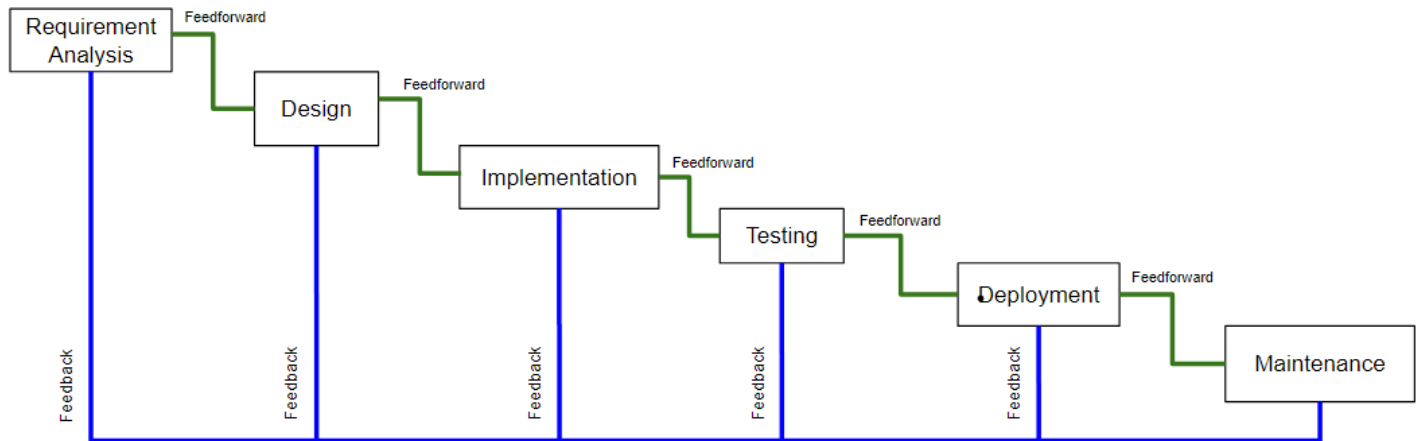 Requirement
Analysis
Feedforward
Design
Feedforward
Implementation
Feedforward
Testing
Feedforward
Deployment
Feedforward
Maintenance
Feedback
Feedback
Feedback
Feedback
Feedback